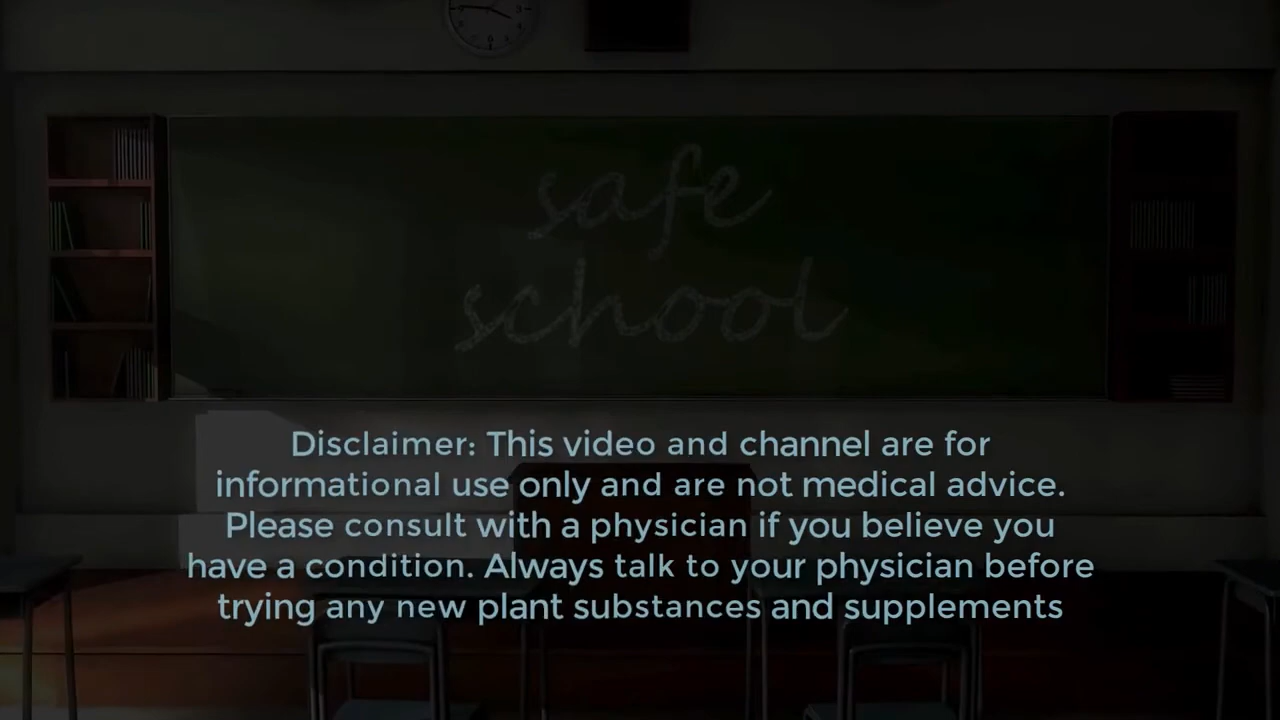 safe
school
Disclaimer: This video and channel are for
informational use only and are not medical advice.
Please consult with a physician if you believe you
have a condition. Always talk to your physician before
trying any new plant substances and supplements